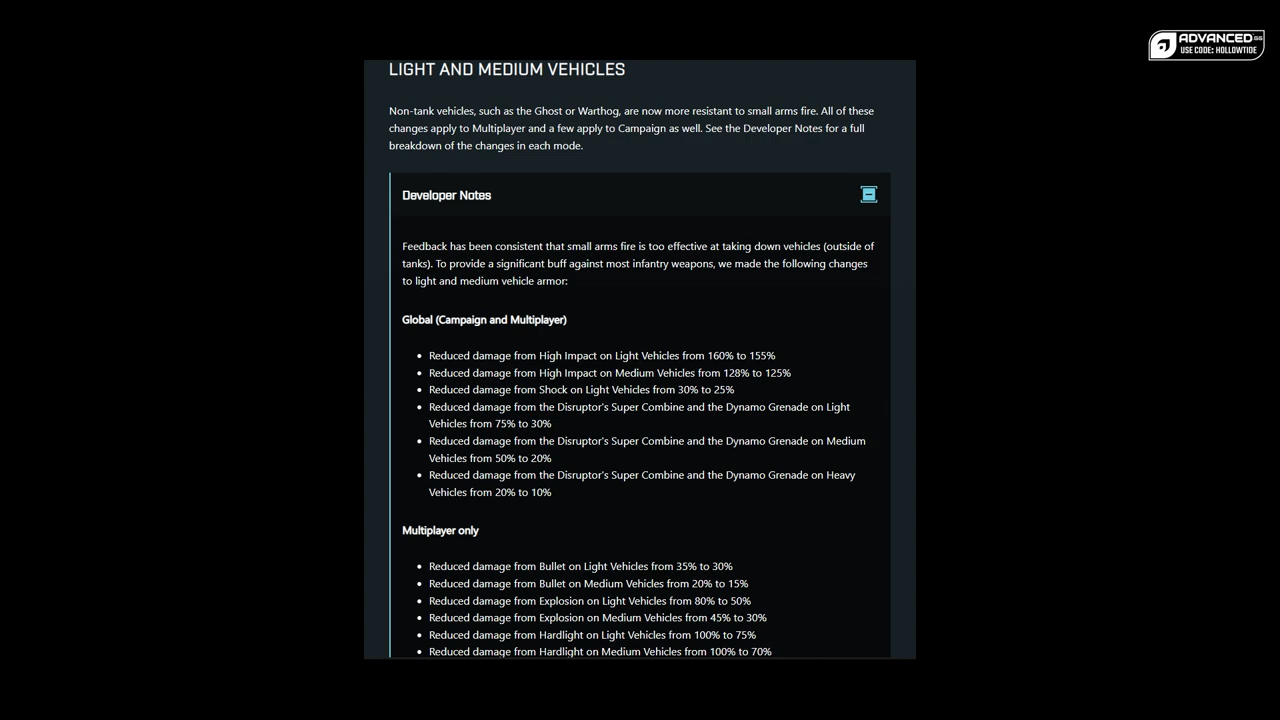 ADVANCED.GG
USE CODE: HOLLOWTIDE
LIGHT AND MEDIUM VEHICLES
Non-tank vehicles, such as the Ghost or Warthog, are now more resistant to small arms fire. All of these
changes apply to Multiplayer and a few apply to Campaign as well. See the Developer Notes for a full
breakdown of the changes in each mode.
Developer Notes
Feedback has been consistent that small arms fire is too effective at taking down vehicles (outside of
tanks). To provide a significant buff against most infantry weapons, we made the following changes
to light and medium vehicle armor:
Global (Campaign and Multiplayer)
• Reduced damage from High Impact on Light Vehicles from 160% to 155%
• Reduced damage from High Impact on Medium Vehicles from 128% to 125%
• Reduced damage from Shock on Light Vehicles from 30% to 25%
• Reduced damage from the Disruptor's Super Combine and the Dynamo Grenade on Light
Vehicles from 75% to 30%
• Reduced damage from the Disruptor's Super Combine and the Dynamo Grenade on Medium
Vehicles from 50% to 20%
• Reduced damage from the Disruptor's Super Combine and the Dynamo Grenade on Heavy
Vehicles from 20% to 10%
Multiplayer only
• Reduced damage from Bullet on Light Vehicles from 35% to 30%
• Reduced damage from Bullet on Medium Vehicles from 20% to 15%
• Reduced damage from Explosion on Light Vehicles from 80% to 50%
• Reduced damage from Explosion on Medium Vehicles from 45% to 30%
• Reduced damage from Hardlight on Light Vehicles from 100% to 75%
• Reduced damage from Hardlight on Medium Vehicles from 100% to 70%